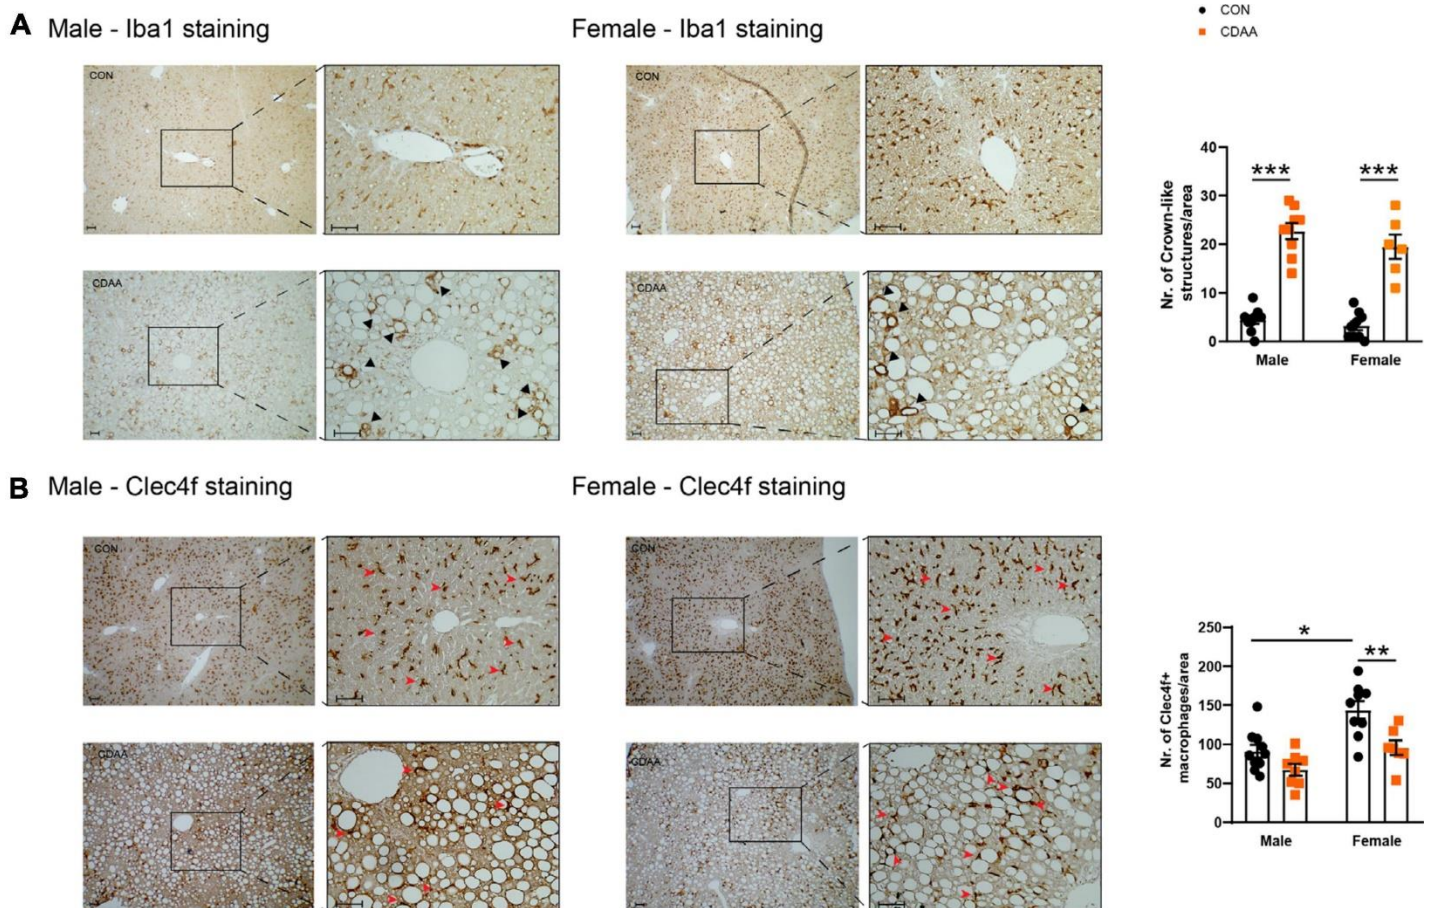 A Male - Iba1 staining
Female - Iba1 staining
CON
CON
CDAA
CDAA
CON
CDAA
Nr. of Crown-like
structures/area
40
30
20
10
0
***
***
Male
Female
B Male - Clec4f staining
Female - Clec4f staining
CON
CON
CDAA
CDAA
Nr. of Clec4f+
macrophages/area
250
200
150
100
50
0
*
**
Male
Female